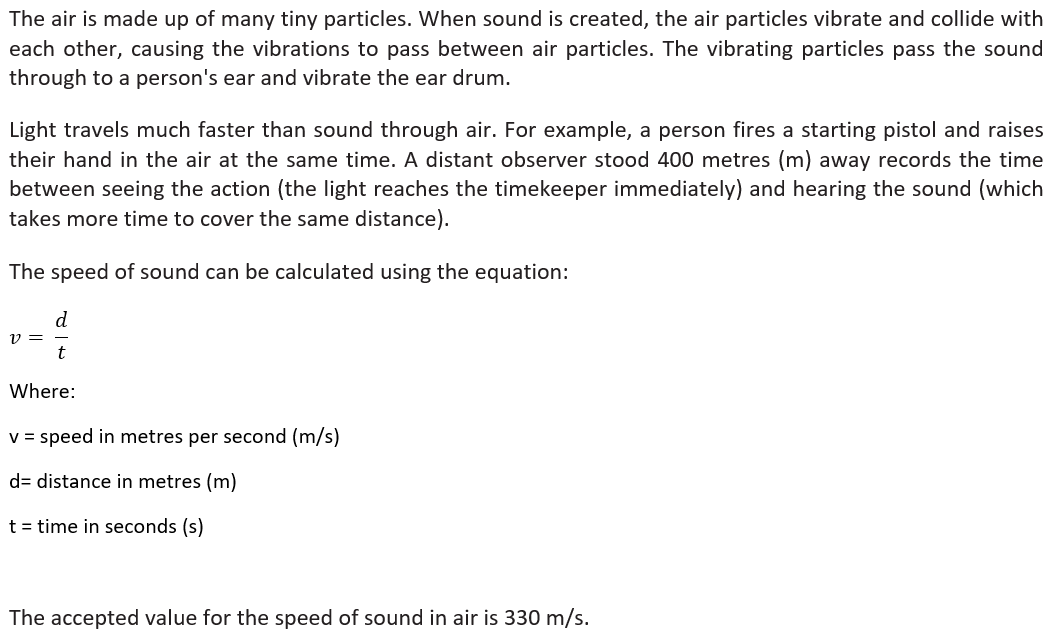 The air is made up of many tiny particles. When sound is created, the air particles vibrate and collide with
each other, causing the vibrations to pass between air particles. The vibrating particles pass the sound
through to a person's ear and vibrate the ear drum.
Light travels much faster than sound through air. For example, a person fires a starting pistol and raises
their hand in the air at the same time. A distant observer stood 400 metres (m) away records the time
between seeing the action (the light reaches the timekeeper immediately) and hearing the sound (which
takes more time to cover the same distance).
The speed of sound can be calculated using the equation:
v = d/t
Where:
v = speed in metres per second (m/s)
d= distance in metres (m)
t = time in seconds (s)
The accepted value for the speed of sound in air is 330 m/s.